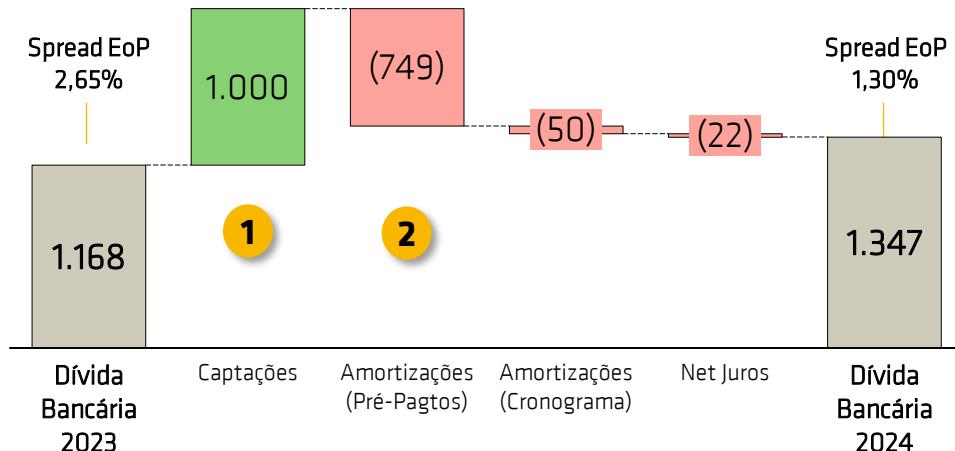 Spread EoP
2,65%
Spread EoP
1,30%
1.000
(749)
(50)
(22)
1.168
1
2
1.347
Dívida
Bancária
2023
Captações
Amortizações
(Pré-Pagtos)
Amortizações
(Cronograma)
Net Juros
Dívida
Bancária
2024